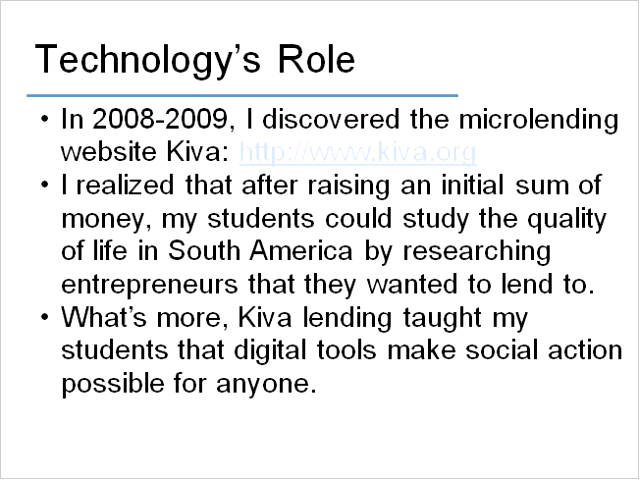 Technology’s Role
• In 2008-2009, I discovered the microlending
website Kiva: http://www.kiva.org
• I realized that after raising an initial sum of
money, my students could study the quality
of life in South America by researching
entrepreneurs that they wanted to lend to.
• What’s more, Kiva lending taught my
students that digital tools make social action
possible for anyone.